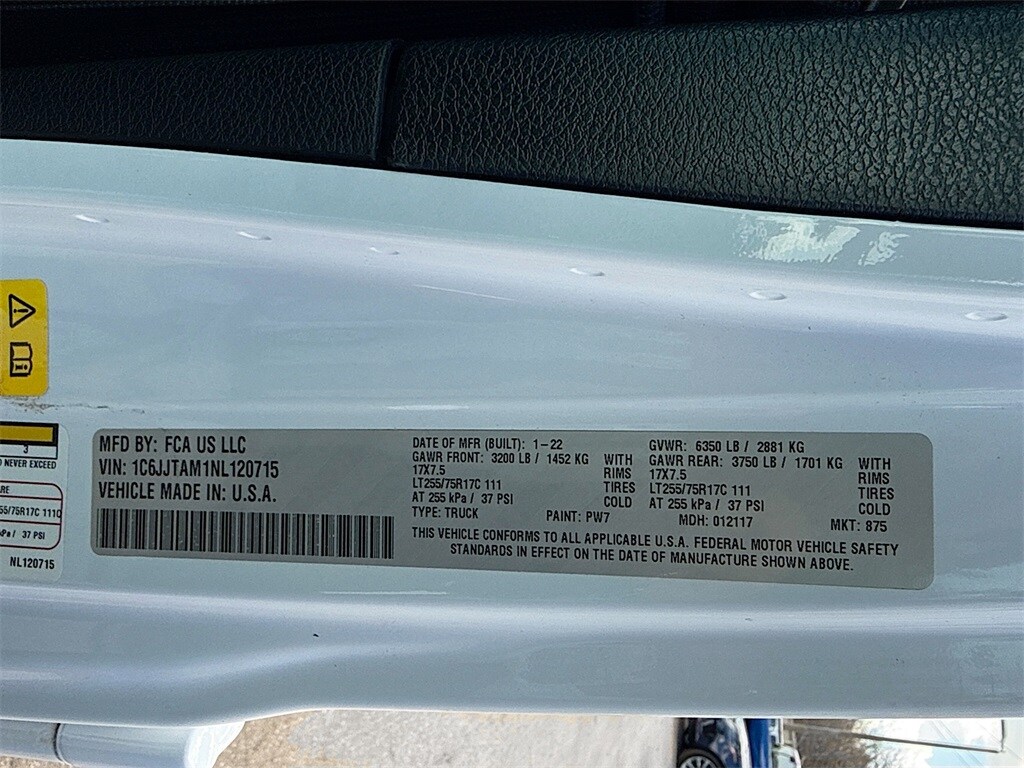 MFD BY: FCA US LLC
VIN: 1C6JJTAM1NL120715
VEHICLE MADE IN: U.S.A.
DATE OF MFR (BUILT): 1-22
GAWR FRONT: 3200 LB / 1452 KG WITH
17X7.5 RIMS
LT255/75R17C 111 TIRES
AT 255 kPa / 37 PSI COLD
TYPE: TRUCK PAINT: PW7
GVWR: 6350 LB / 2881 KG
GAWR REAR: 3750 LB / 1701 KG WITH
17X7.5 RIMS
LT255/75R17C 111 TIRES
AT 255 kPa / 37 PSI COLD
MDH: 012117 MKT: 875
THIS VEHICLE CONFORMS TO ALL APPLICABLE U.S.A. FEDERAL MOTOR VEHICLE SAFETY
STANDARDS IN EFFECT ON THE DATE OF MANUFACTURE SHOWN ABOVE.
3
NEVER EXCEED
55/75R17C 111Q
kPa / 37 PSI
NL120715